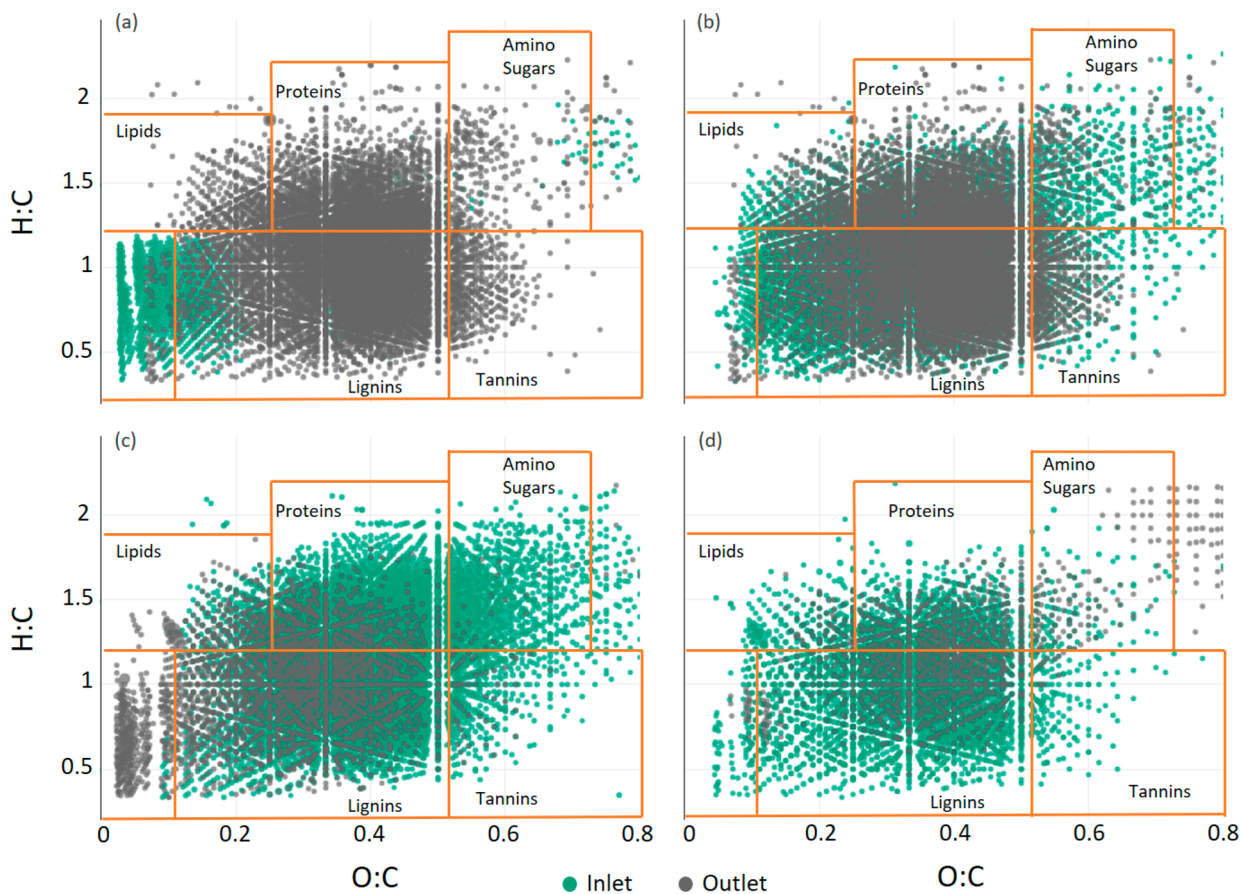 (a)
(b)
Amino
Sugars
Amino
Sugars
Proteins
Proteins
Lipids
Lipids
2
1.5
1
0.5
H:C
Lignins
Tannins
Lignins
Tannins
(c)
(d)
Amino
Sugars
Amino
Sugars
Proteins
Proteins
Lipids
Lipids
2
1.5
1
0.5
H:C
Lignins
Tannins
Lignins
Tannins
0 0.2 0.4 0.6 0.8
0.2 0.4 0.6 0.8
O:C
O:C
Inlet Outlet